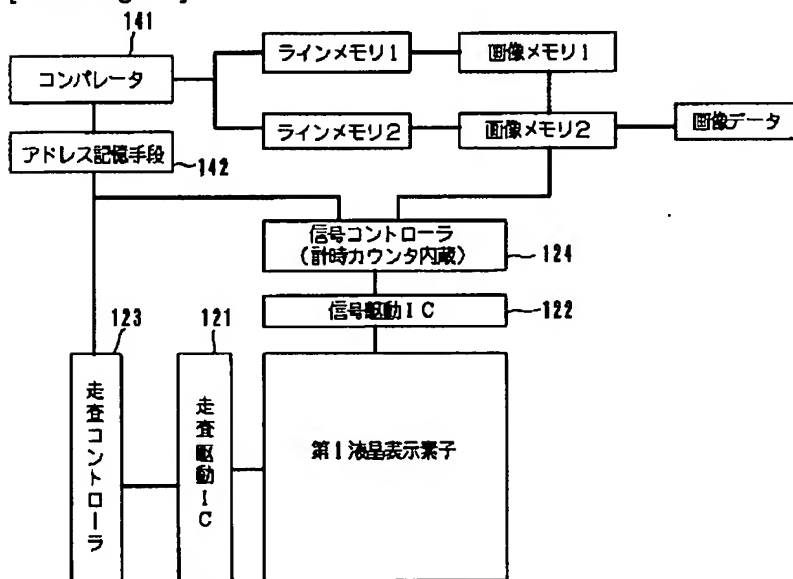 141
コンパレータ
ラインメモリ1
画像メモリ1
ラインメモリ2
画像メモリ2
画像データ
アドレス記憶手段
142
信号コントローラ
(計時カウンタ内蔵)
124
信号駆動IC
122
123
121
走査コントローラ
走査駆動IC
第1液晶表示素子